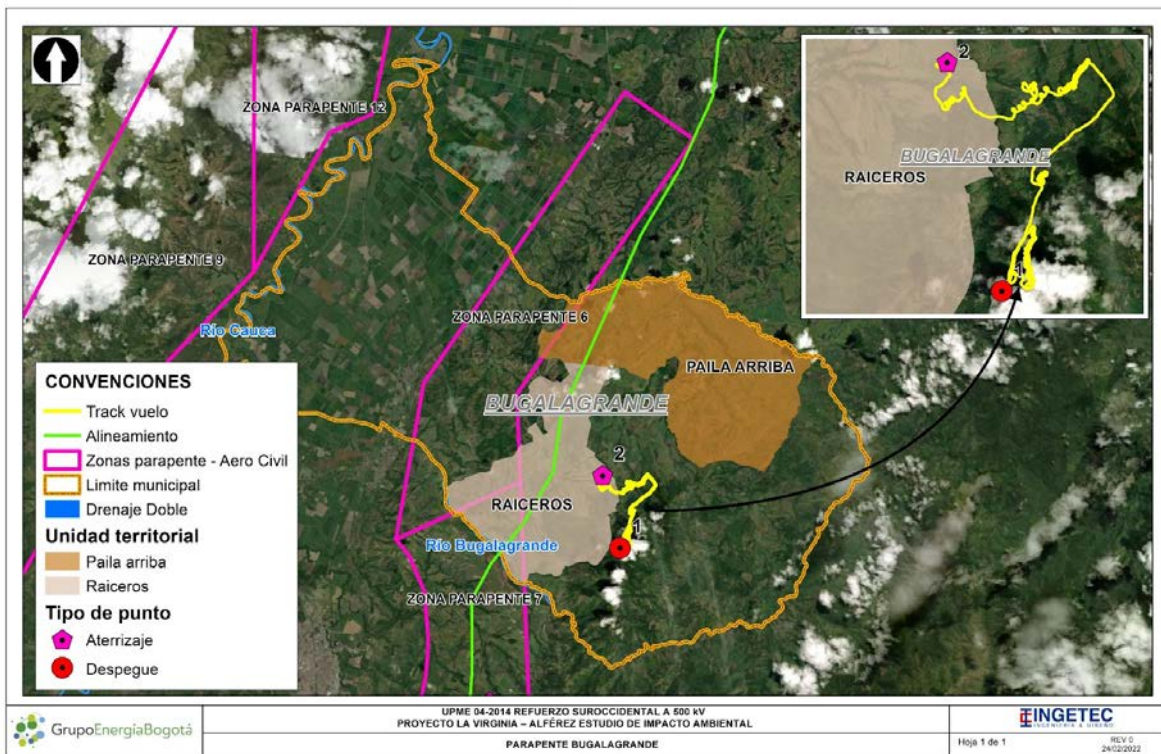 ZONA PARAPENTE 12
ZONA PARAPENTE 9
Río Cauca
ZONA PARAPENTE 6
PAILA ARRIBA
BUGALAGRANDE
2
RAICEROS
1
Río Bugalagrande
ZONA PARAPENTE 7
2
BUGALAGRANDE
RAICEROS
1
CONVENCIONES
Track vuelo
Alineamiento
Zonas parapente - Aero Civil
Limite municipal
Drenaje Doble
Unidad territorial
Paila arriba
Raiceros
Tipo de punto
Aterrizaje
Despegue
GrupoEnergíaBogotá
UPME 04-2014 REFUERZO SUROCCIDENTAL A 500 kV
PROYECTO LA VIRGINIA – ALFÉREZ ESTUDIO DE IMPACTO AMBIENTAL
PARAPENTE BUGALAGRANDE
INGETEC
INGENIERÍA & DISEÑO
Hoja 1 de 1
REV 0
24/02/2022